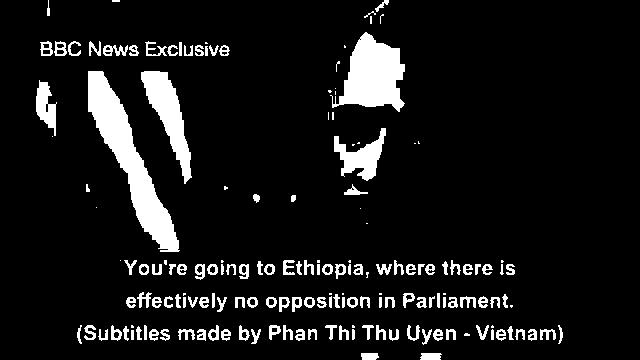 BBC News Exclusive
You're going to Ethiopia, where there is
effectively no opposition in Parliament.
(Subtitles made by Phan Thi Thu Uyen - Vietnam)